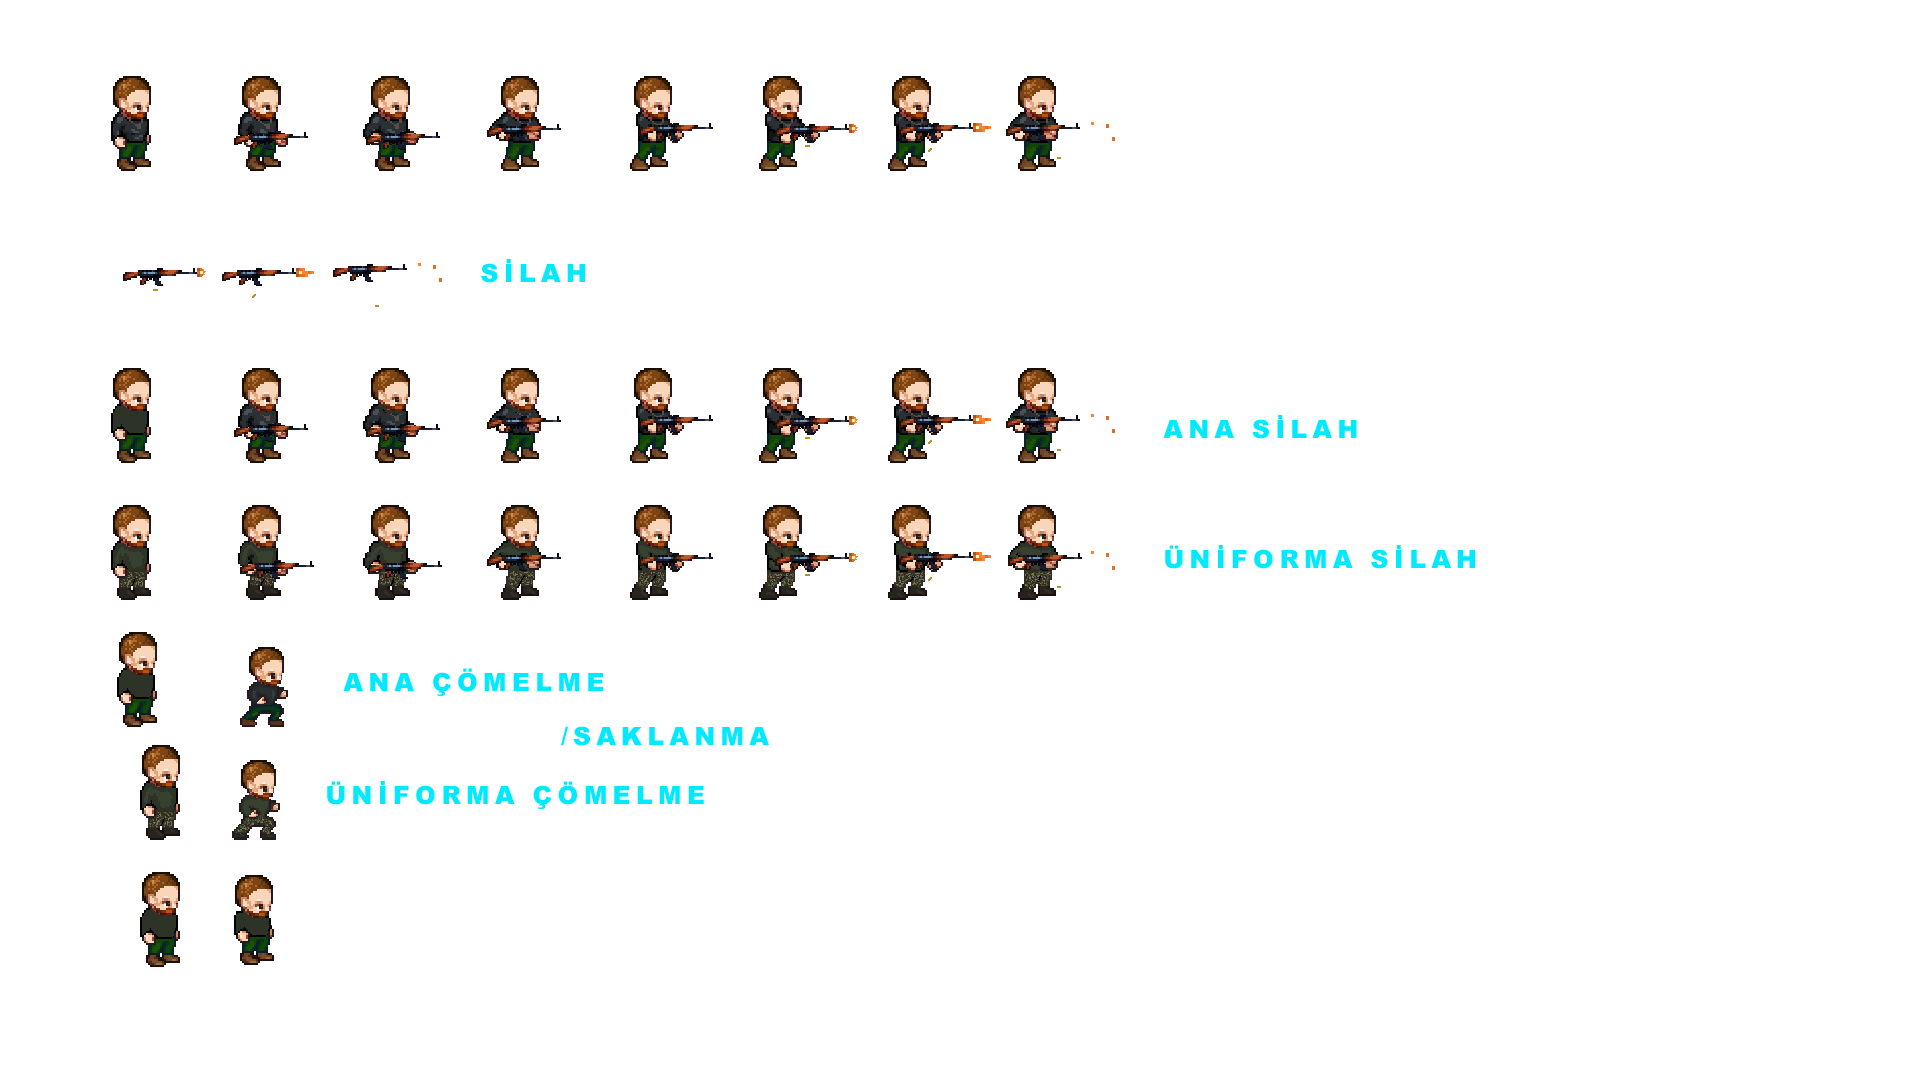 SİLAH
ANA SİLAH
ÜNİFORMA SİLAH
ANA ÇÖMELME
/SAKLANMA
ÜNİFORMA ÇÖMELME